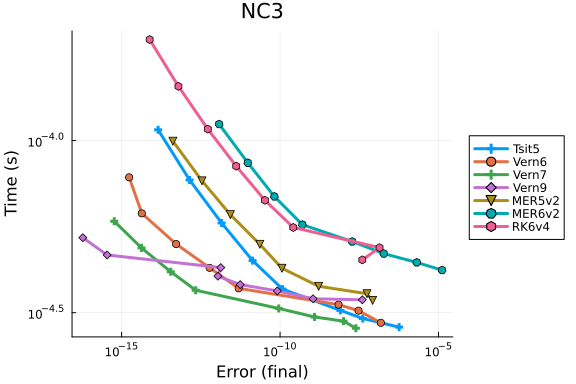 NC3
Time (s)
10⁻⁴·⁰
10⁻⁴·⁵
10⁻¹⁵
10⁻¹⁰
10⁻⁵
Error (final)
Tsit5
Vern6
Vern7
Vern9
MER5v2
MER6v2
RK6v4